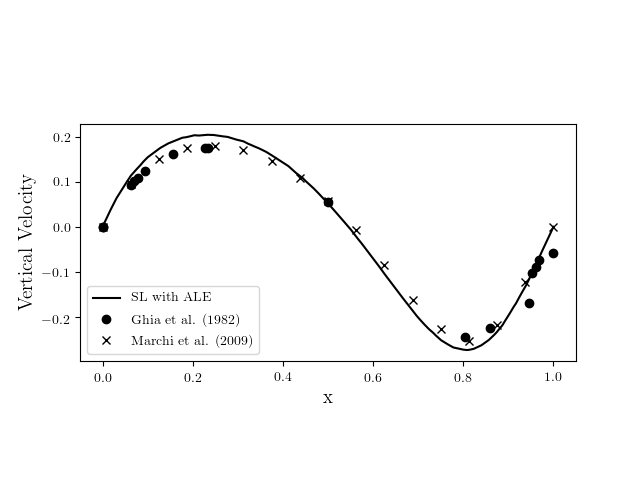 0.2
0.1
0.0
−0.1
−0.2
Vertical Velocity
SL with ALE
Ghia et al. (1982)
Marchi et al. (2009)
0.0 0.2 0.4 0.6 0.8 1.0
x